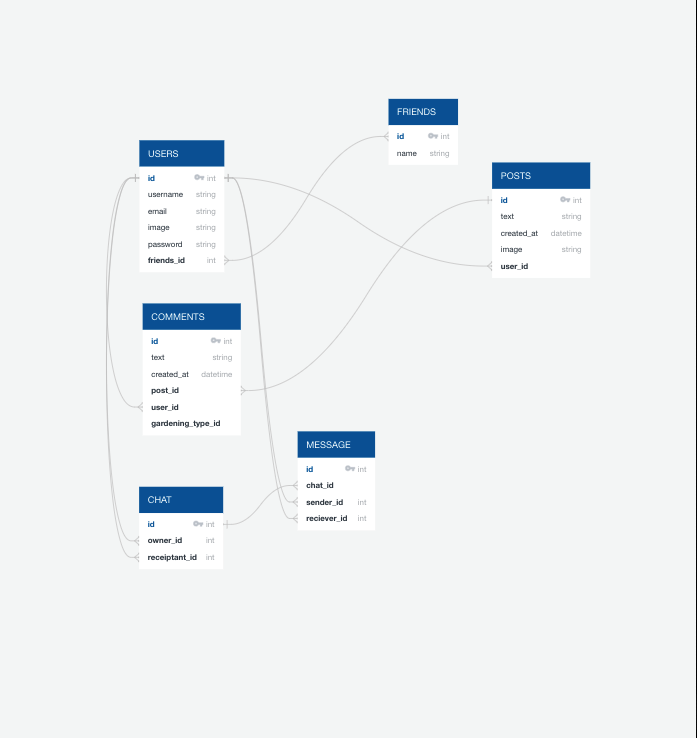 FRIENDS
id int
name string
USERS
id int
username string
email string
image string
password string
friends_id int
POSTS
id int
text string
created_at datetime
image string
user_id
COMMENTS
id int
text string
created_at datetime
post_id
user_id
gardening_type_id
MESSAGE
id int
chat_id
sender_id int
reciever_id int
CHAT
id int
owner_id int
receiptant_id int